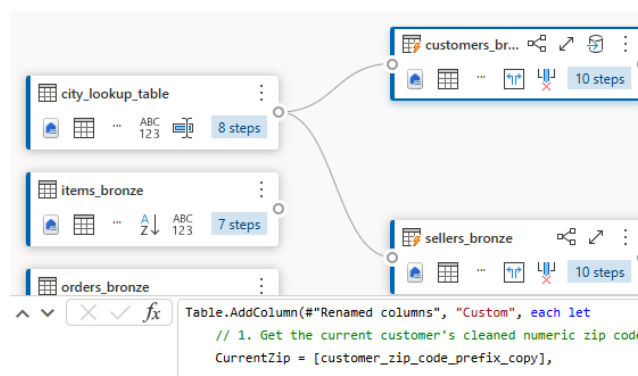 customers_br...
city_lookup_table
10 steps
ABC
123
8 steps
items_bronze
A
Z
ABC
123
7 steps
sellers_bronze
10 steps
orders_bronze
fx
Table.AddColumn(#"Renamed columns", "Custom", each let
// 1. Get the current customer's cleaned numeric zip code
CurrentZip = [customer_zip_code_prefix_copy],